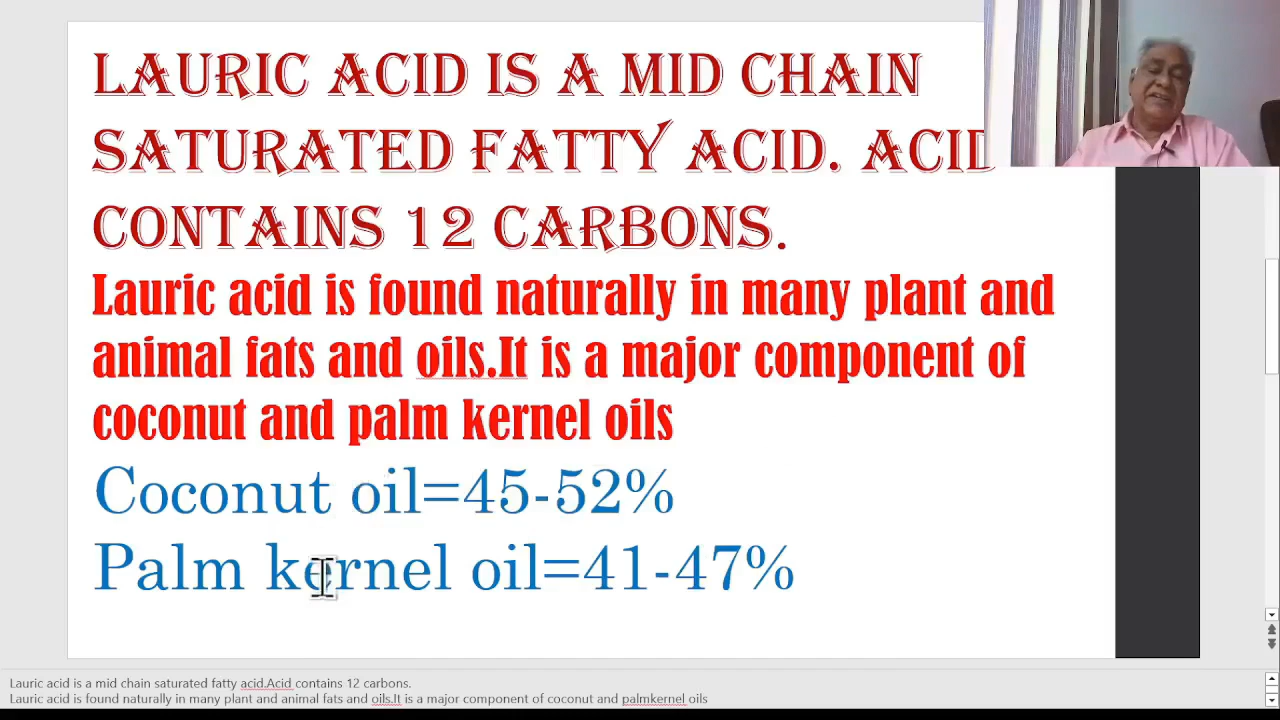 LAURIC ACID IS A MID CHAIN
SATURATED FATTY ACID. ACID
CONTAINS 12 CARBONS.
Lauric acid is found naturally in many plant and
animal fats and oils.It is a major component of
coconut and palm kernel oils
Coconut oil=45-52%
Palm kernel oil=41-47%
Lauric acid is a mid chain saturated fatty acid.Acid contains 12 carbons.
Lauric acid is found naturally in many plant and animal fats and oils.It is a major component of coconut and palmkernel oils